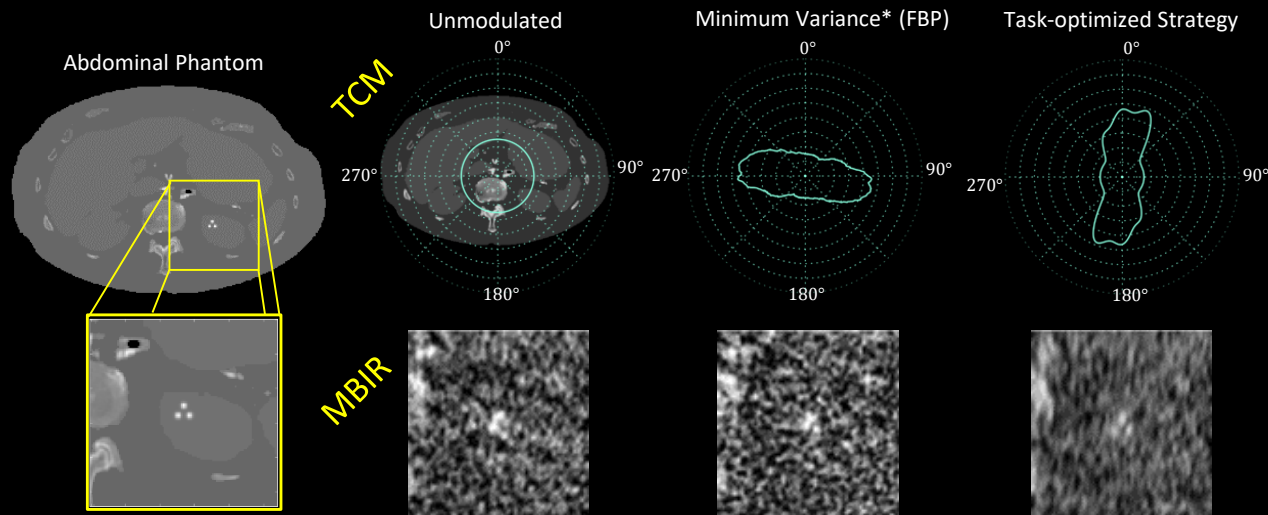 Unmodulated
Minimum Variance* (FBP)
Task-optimized Strategy
Abdominal Phantom
TCM
0°
90°
270°
180°
0°
90°
270°
180°
0°
90°
270°
180°
MBIR